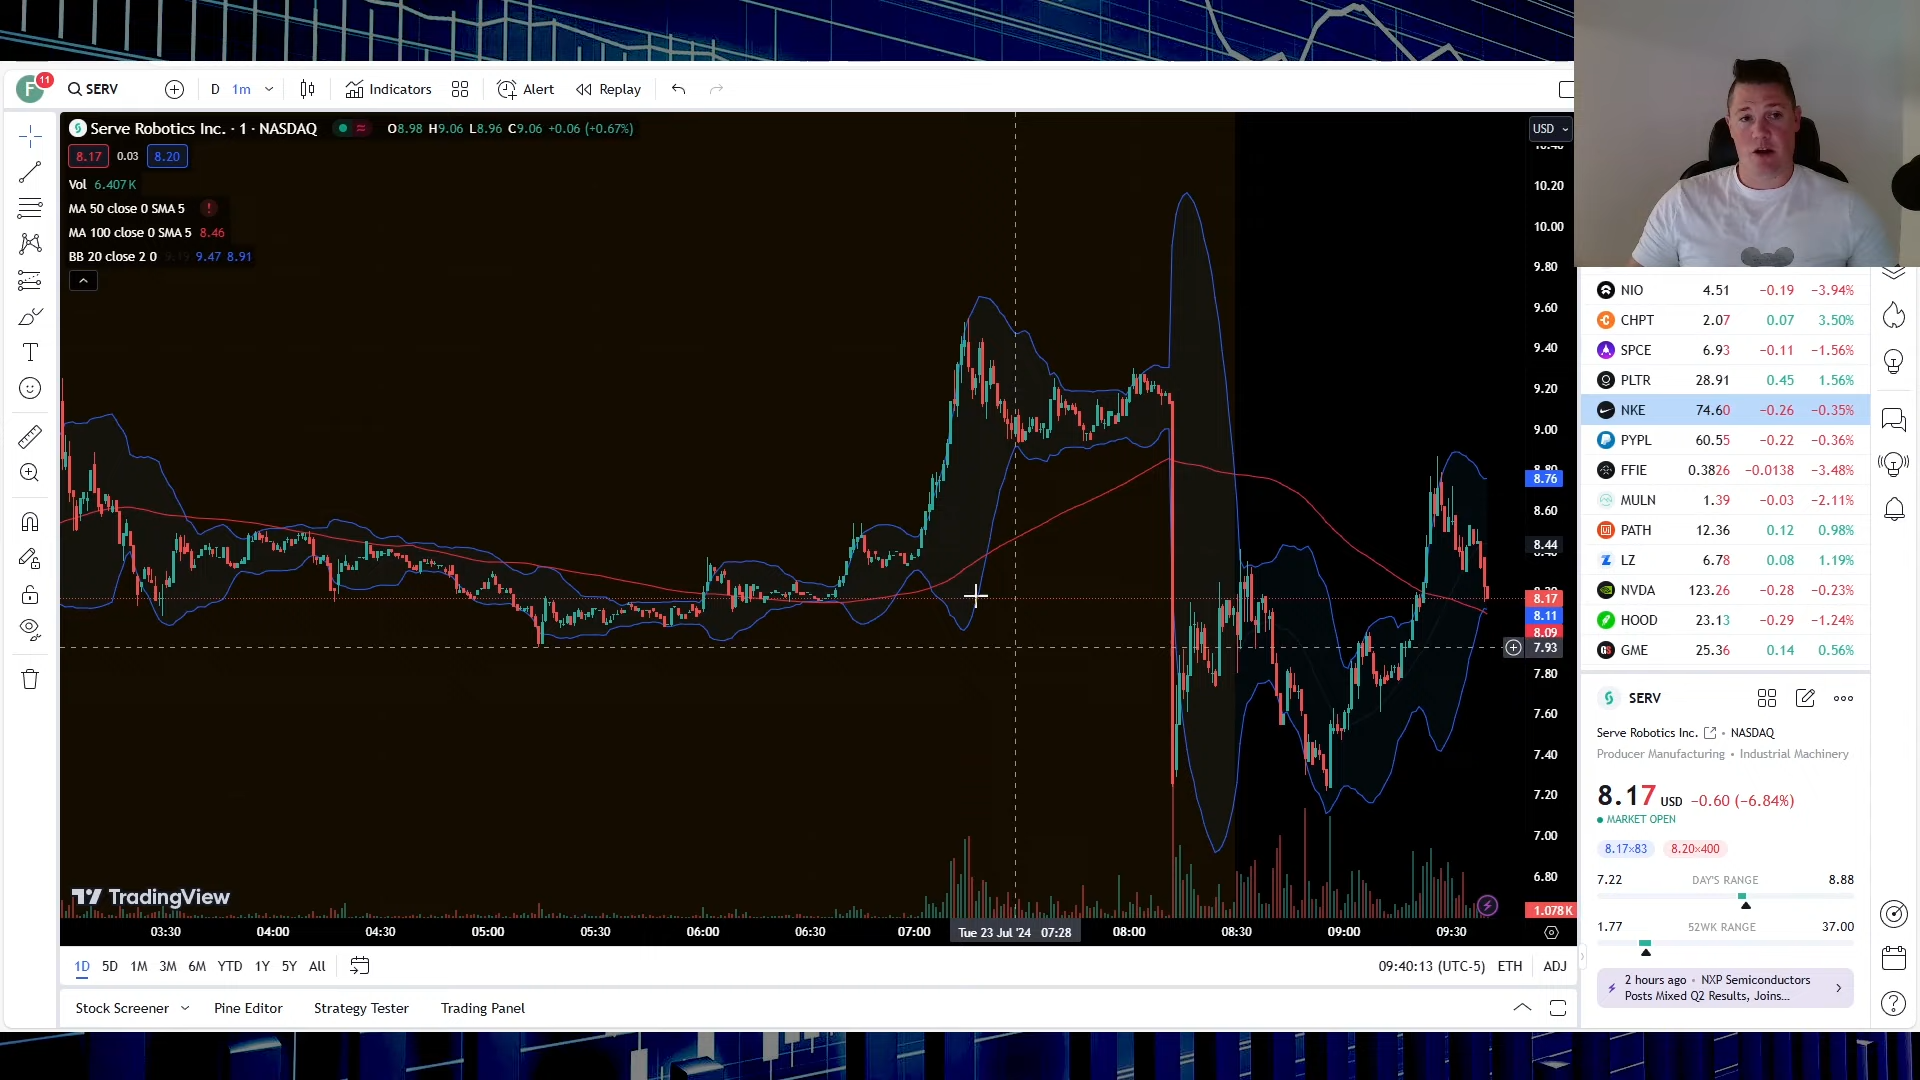 F
11
SERV
D
1m
Indicators
Alert
Replay
Serve Robotics Inc. · 1 · NASDAQ
O8.98 H9.06 L8.96 C9.06 +0.06 (+0.67%)
8.17
0.03
8.20
Vol 6.407 K
MA 50 close 0 SMA 5 !
MA 100 close 0 SMA 5 8.46
BB 20 close 2 0 9.19 9.47 8.91
USD
10.20
10.00
9.80
9.60
9.40
9.20
9.00
8.76
8.60
8.44
8.17
8.11
8.09
7.93
7.80
7.60
7.40
7.20
7.00
6.80
1.078 K
TradingView
03:30
04:00
04:30
05:00
05:30
06:00
06:30
07:00
Tue 23 Jul '24 07:28
08:00
08:30
09:00
09:30
1D
5D
1M
3M
6M
YTD
1Y
5Y
All
09:40:13 (UTC-5)
ETH
ADJ
Stock Screener
Pine Editor
Strategy Tester
Trading Panel
NIO 4.51 −0.19 −3.94%
CHPT 2.07 0.07 3.50%
SPCE 6.93 −0.11 −1.56%
PLTR 28.91 0.45 1.56%
NKE 74.60 −0.26 −0.35%
PYPL 60.55 −0.22 −0.36%
FFIE 0.3826 −0.0138 −3.48%
MULN 1.39 −0.03 −2.11%
PATH 12.36 0.12 0.98%
LZ 6.78 0.08 1.19%
NVDA 123.26 −0.28 −0.23%
HOOD 23.13 −0.29 −1.24%
GME 25.36 0.14 0.56%
SERV
Serve Robotics Inc. • NASDAQ
Producer Manufacturing • Industrial Machinery
8.17 USD −0.60 (−6.84%)
MARKET OPEN
8.17×83
8.20×400
7.22 DAY'S RANGE 8.88
1.77 52WK RANGE 37.00
2 hours ago • NXP Semiconductors
Posts Mixed Q2 Results, Joins...